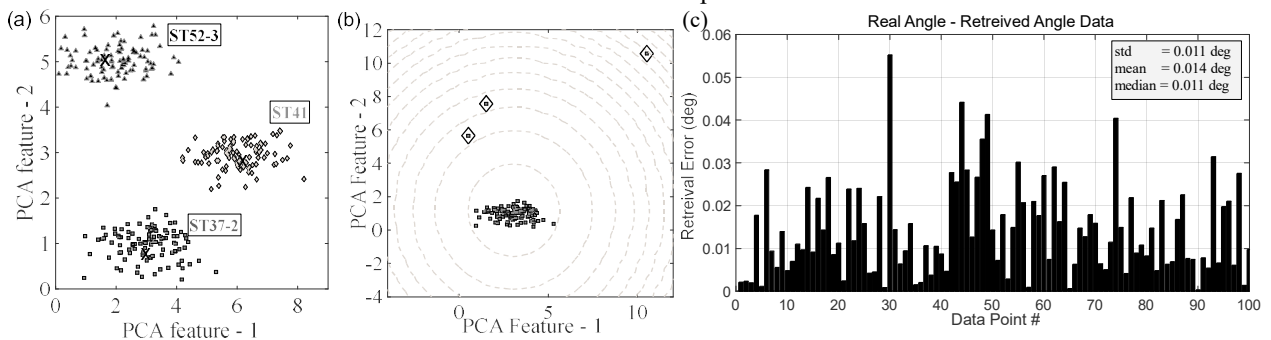 (a)
6
5
4
3
2
1
0
0 2 4 6 8
PCA feature - 2
PCA feature - 1
ST52-3
ST41
ST37-2
(b)
12
10
8
6
4
2
0
-2
-4
0 5 10
PCA Feature - 2
PCA Feature - 1
(c)
Real Angle - Retreived Angle Data
0.06
0.05
0.04
0.03
0.02
0.01
0
0 10 20 30 40 50 60 70 80 90 100
Retreival Error (deg)
Data Point #
std = 0.011 deg
mean = 0.014 deg
median = 0.011 deg